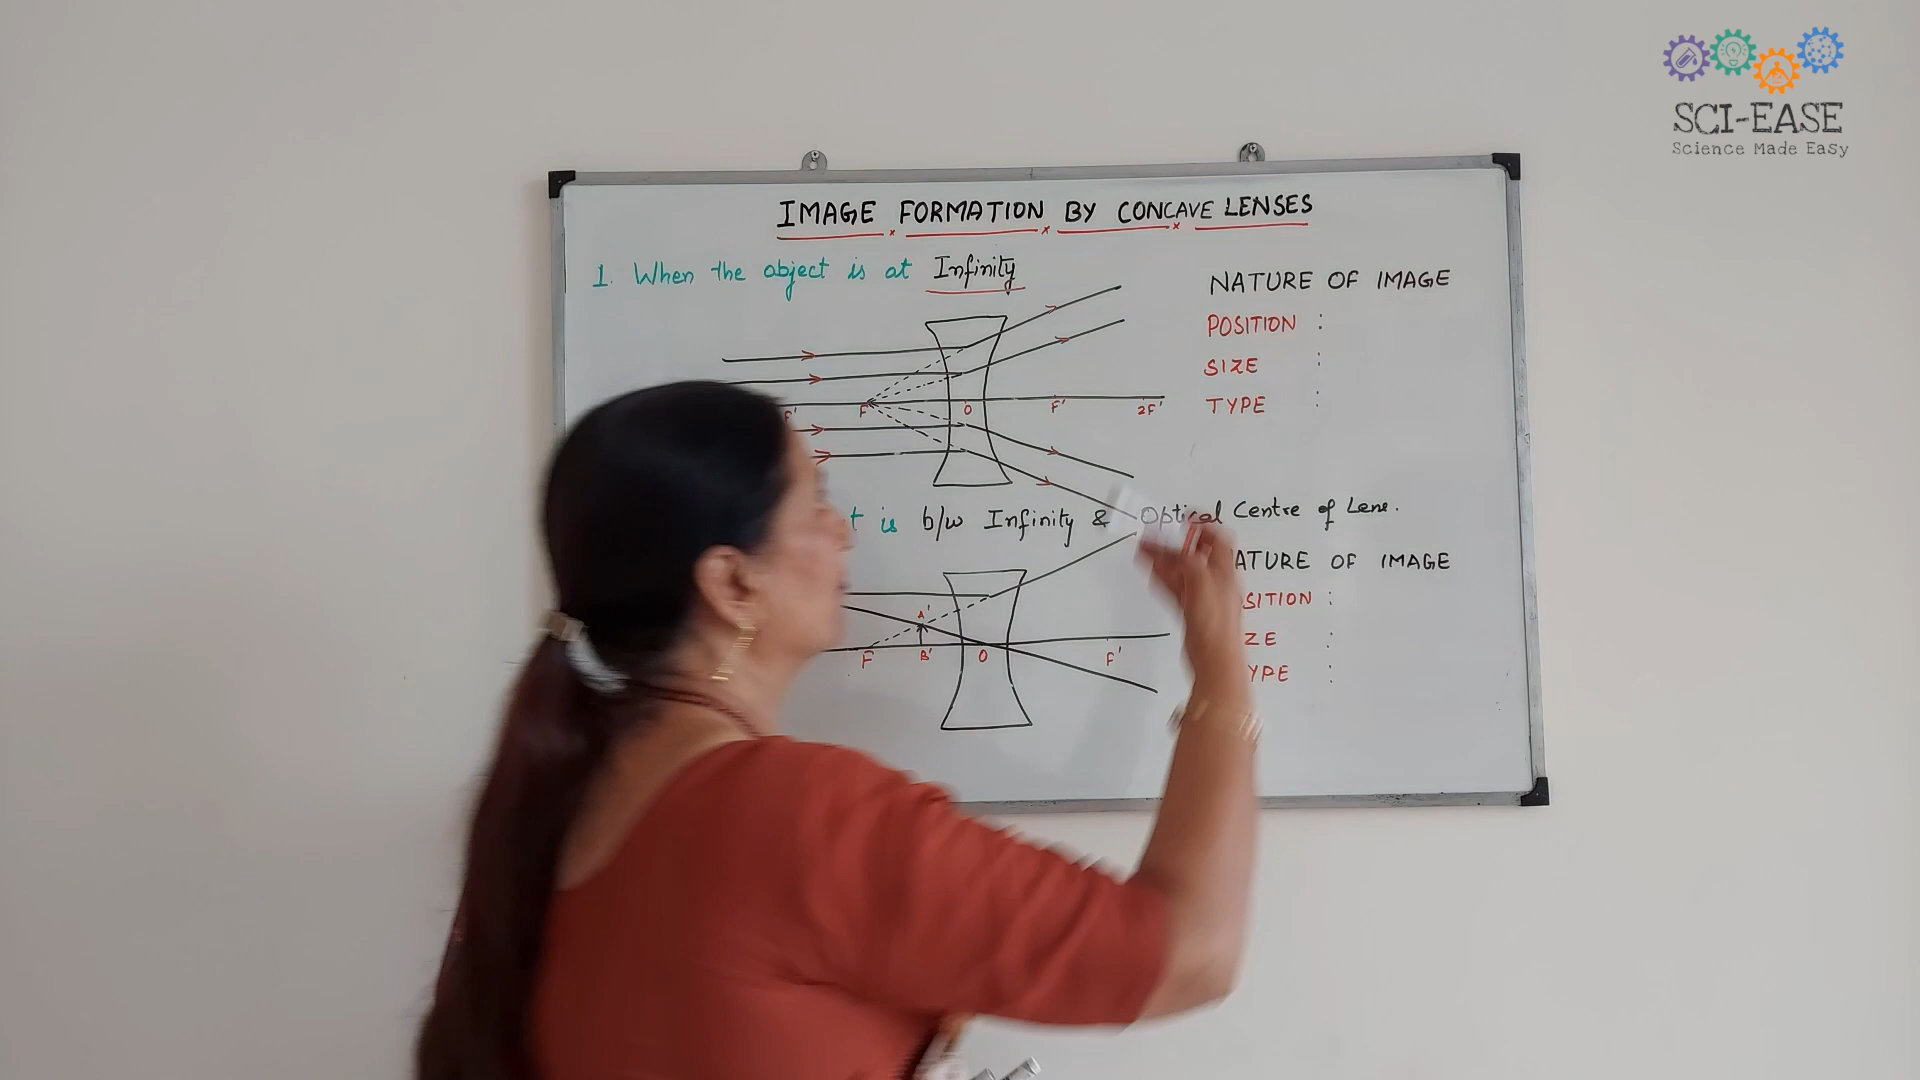 SCI-EASE
Science Made Easy
IMAGE FORMATION BY CONCAVE LENSES
1. When the object is at Infinity
NATURE OF IMAGE
POSITION :
SIZE :
TYPE :
F' F O F' 2F'
is b/w Infinity & Optical Centre of Lens.
NATURE OF IMAGE
SITION :
ZE :
YPE :
A'
F B' O F'